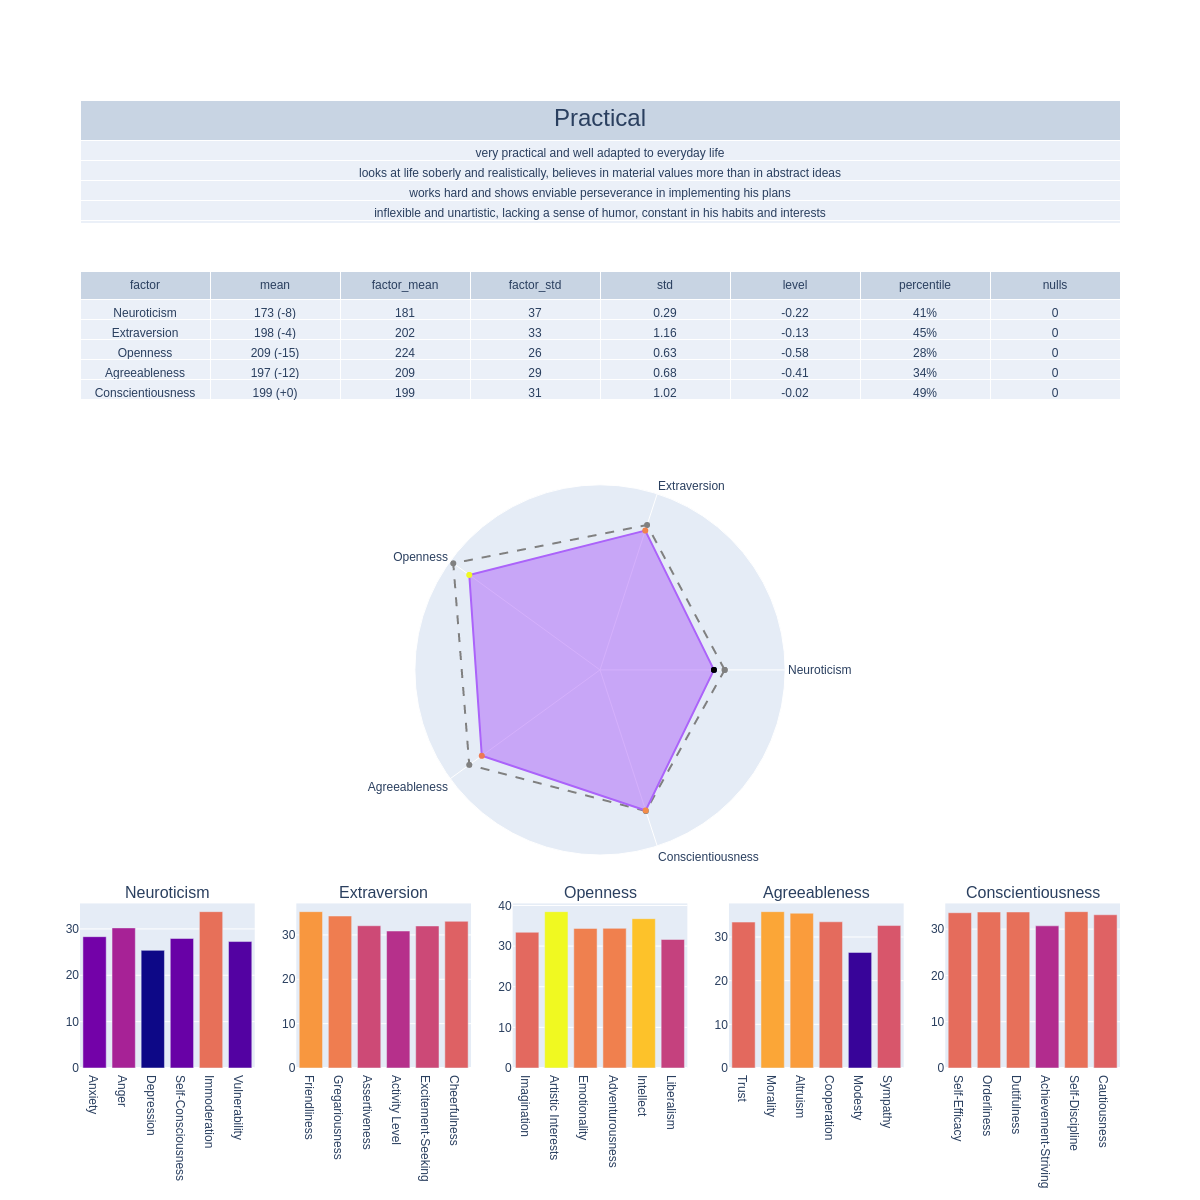 Practical
very practical and well adapted to everyday life
looks at life soberly and realistically, believes in material values more than in abstract ideas
works hard and shows enviable perseverance in implementing his plans
inflexible and unartistic, lacking a sense of humor, constant in his habits and interests
factor mean factor_mean factor_std std level percentile nulls
Neuroticism 173 (-8) 181 37 0.29 -0.22 41% 0
Extraversion 198 (-4) 202 33 1.16 -0.13 45% 0
Openness 209 (-15) 224 26 0.63 -0.58 28% 0
Agreeableness 197 (-12) 209 29 0.68 -0.41 34% 0
Conscientiousness 199 (+0) 199 31 1.02 -0.02 49% 0
Extraversion
Openness
Neuroticism
Agreeableness
Conscientiousness
Neuroticism
30
20
10
0
Anxiety
Anger
Depression
Self-Consciousness
Immoderation
Vulnerability
Extraversion
30
20
10
0
Friendliness
Gregariousness
Assertiveness
Activity Level
Excitement-Seeking
Cheerfulness
Openness
40
30
20
10
0
Imagination
Artistic Interests
Emotionality
Adventurousness
Intellect
Liberalism
Agreeableness
30
20
10
0
Trust
Morality
Altruism
Cooperation
Modesty
Sympathy
Conscientiousness
30
20
10
0
Self-Efficacy
Orderliness
Dutifulness
Achievement-Striving
Self-Discipline
Cautiousness